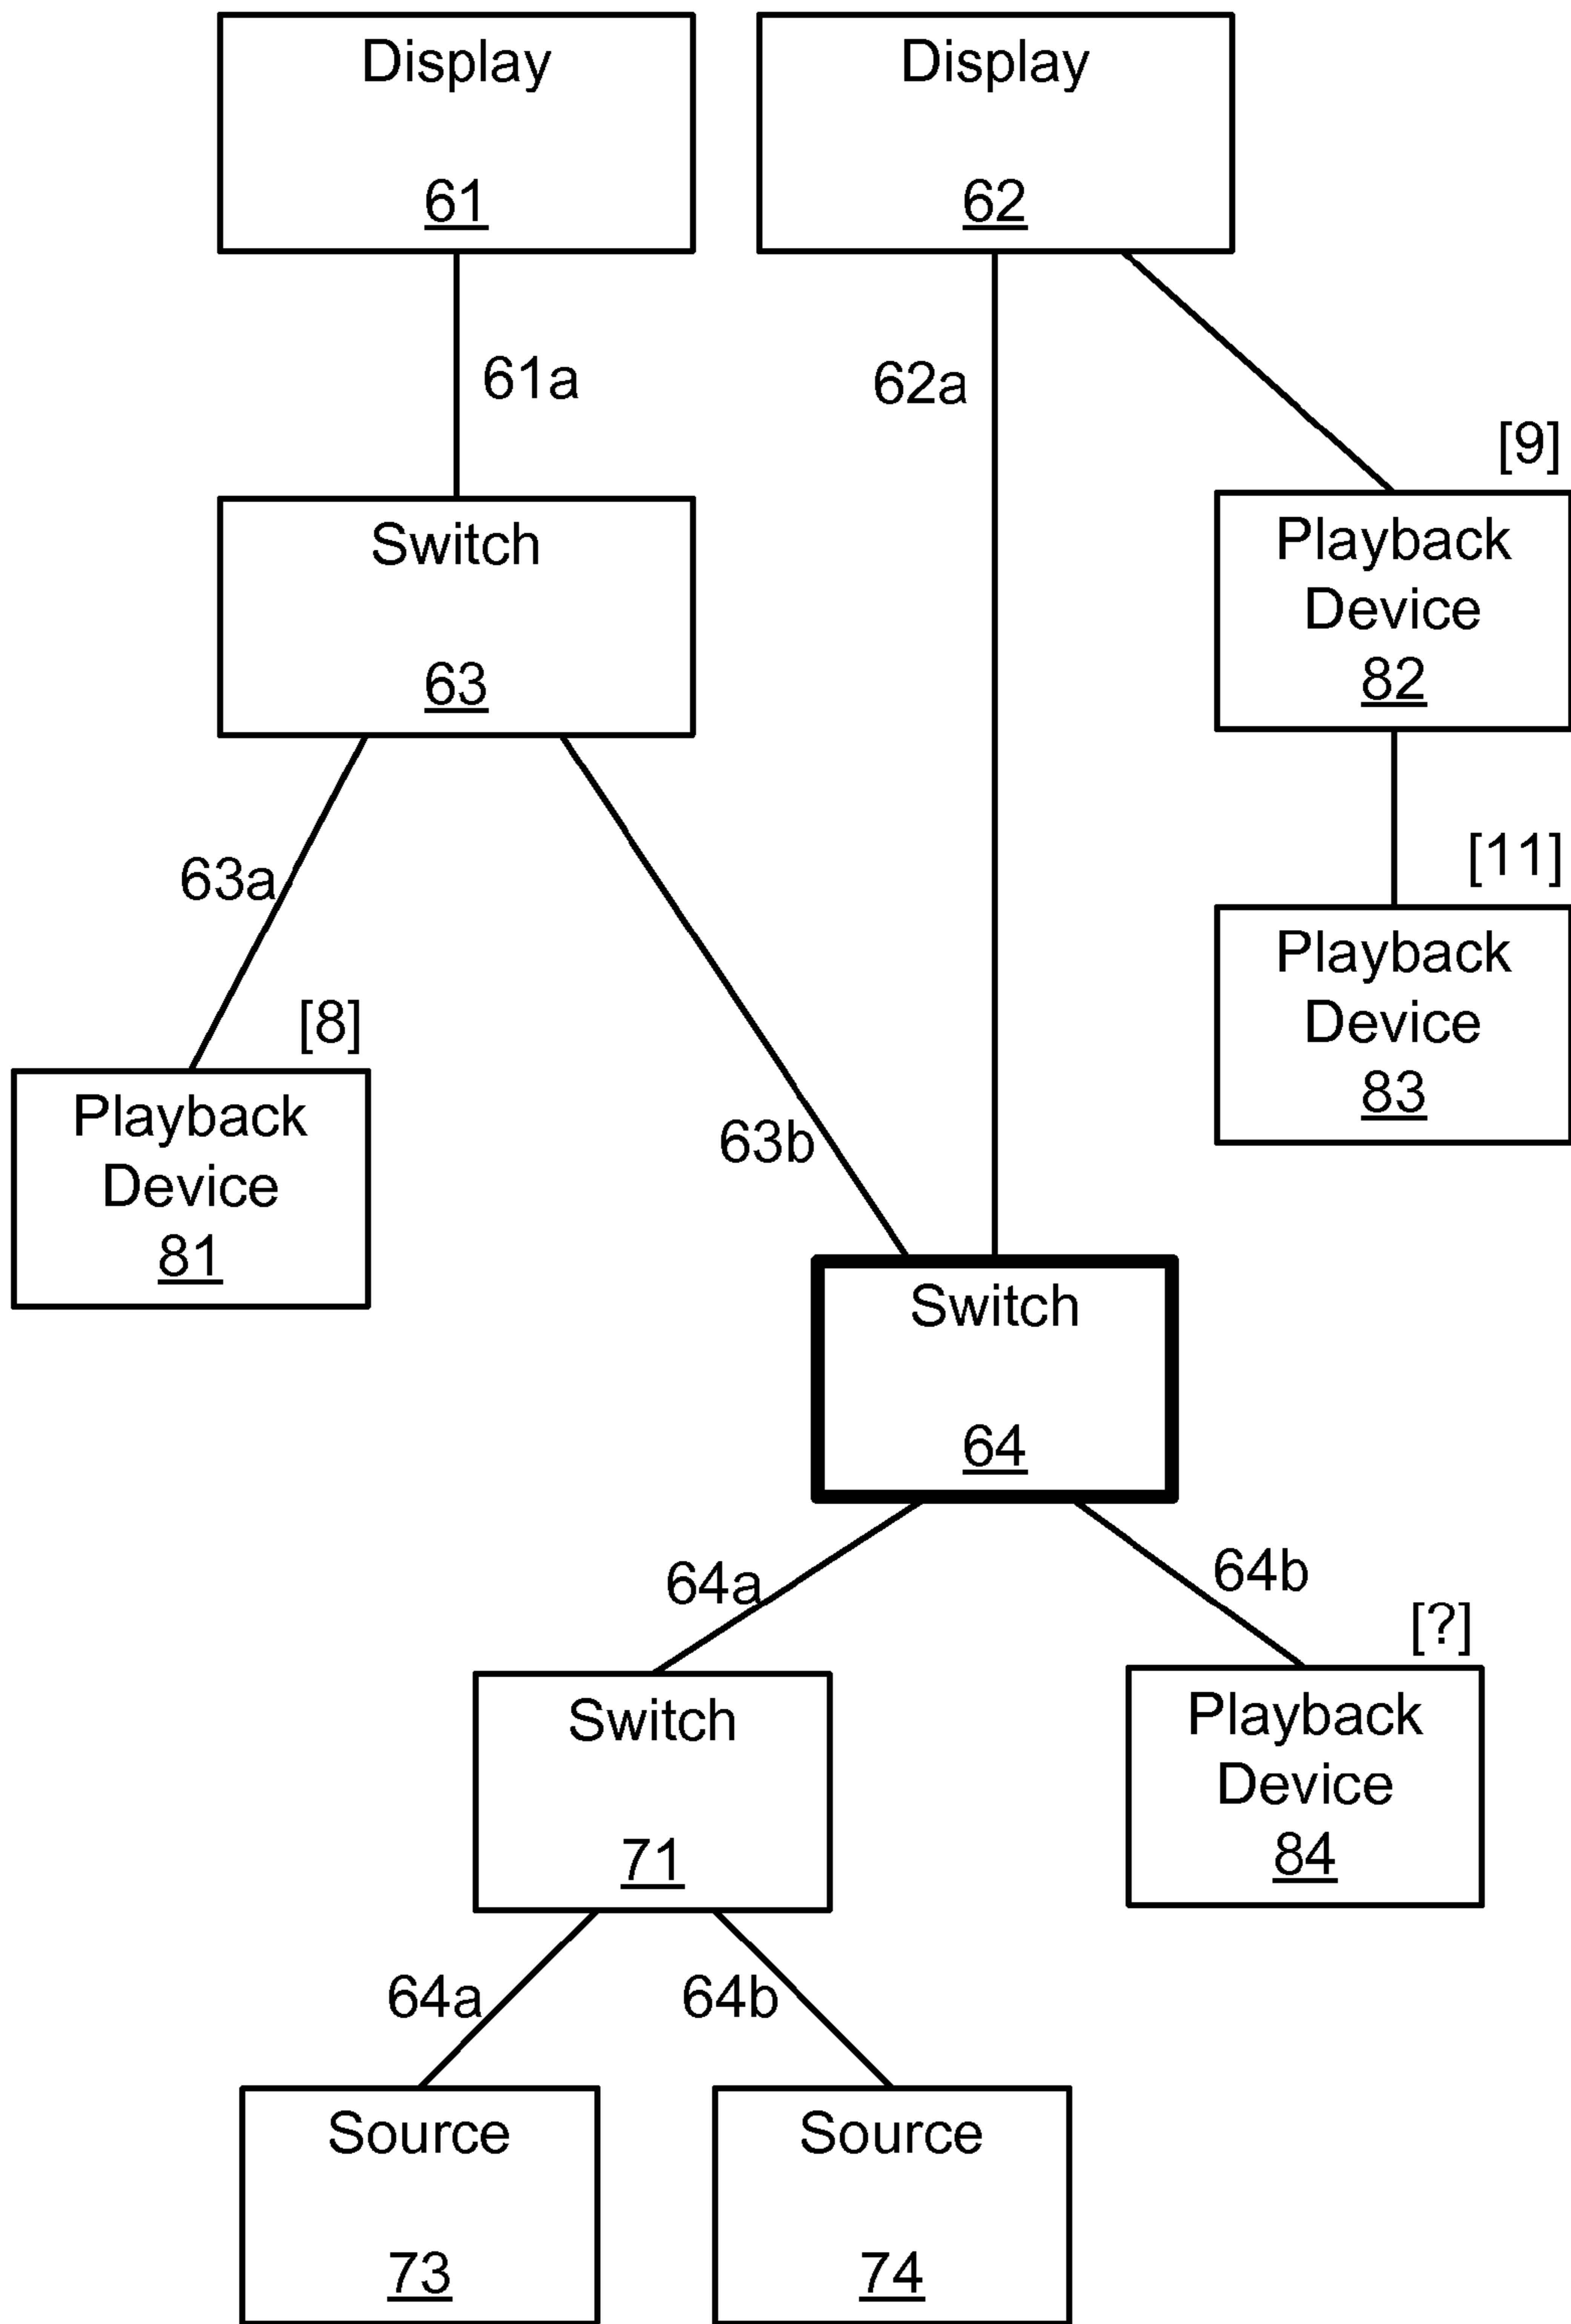 Display
61
Display
62
61a
62a
[9]
Switch
63
Playback
Device
82
63a
[11]
Playback
Device
83
[8]
Playback
Device
81
63b
Switch
64
64a
64b
[?]
Switch
71
Playback
Device
84
64a
64b
Source
73
Source
74